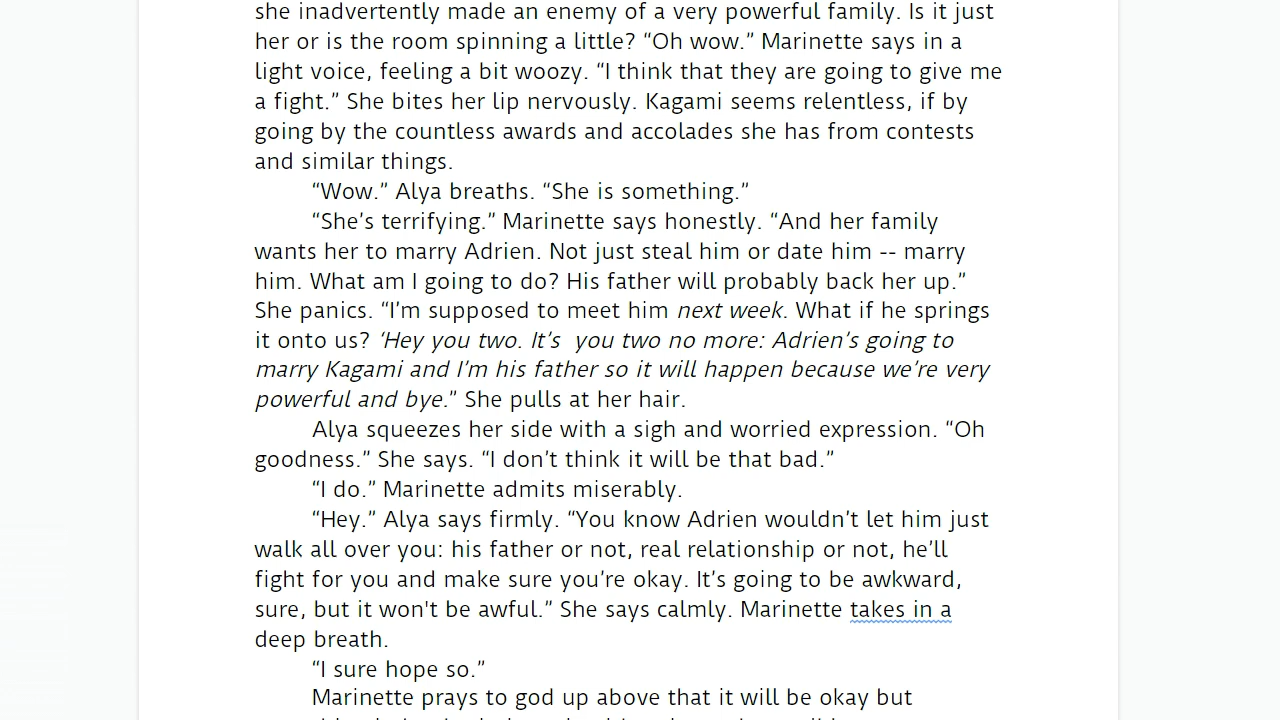 she inadvertently made an enemy of a very powerful family. Is it just
her or is the room spinning a little? “Oh wow.” Marinette says in a
light voice, feeling a bit woozy. “I think that they are going to give me
a fight.” She bites her lip nervously. Kagami seems relentless, if by
going by the countless awards and accolades she has from contests
and similar things.
“Wow.” Alya breaths. “She is something.”
“She’s terrifying.” Marinette says honestly. “And her family
wants her to marry Adrien. Not just steal him or date him -- marry
him. What am I going to do? His father will probably back her up.”
She panics. “I’m supposed to meet him next week. What if he springs
it onto us? ‘Hey you two. It’s  you two no more: Adrien’s going to
marry Kagami and I’m his father so it will happen because we’re very
powerful and bye.” She pulls at her hair.
Alya squeezes her side with a sigh and worried expression. “Oh
goodness.” She says. “I don’t think it will be that bad.”
“I do.” Marinette admits miserably.
“Hey.” Alya says firmly. “You know Adrien wouldn’t let him just
walk all over you: his father or not, real relationship or not, he’ll
fight for you and make sure you’re okay. It’s going to be awkward,
sure, but it won't be awful.” She says calmly. Marinette takes in a
deep breath.
“I sure hope so.”
Marinette prays to god up above that it will be okay but